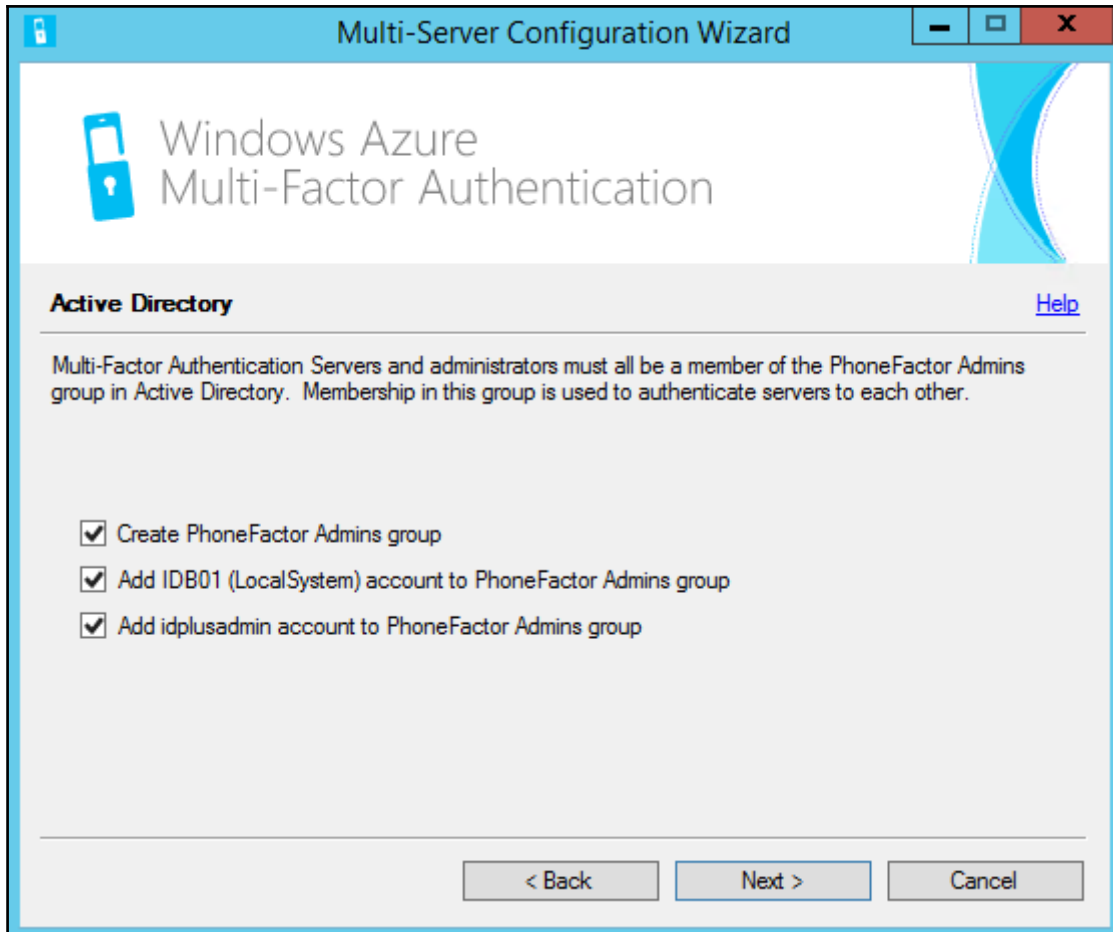 Multi-Server Configuration Wizard
Windows Azure
Multi-Factor Authentication
Active Directory
Help
Multi-Factor Authentication Servers and administrators must all be a member of the PhoneFactor Admins
group in Active Directory.  Membership in this group is used to authenticate servers to each other.
Create PhoneFactor Admins group
Add IDB01 (LocalSystem) account to PhoneFactor Admins group
Add idplusadmin account to PhoneFactor Admins group
< Back
Next >
Cancel